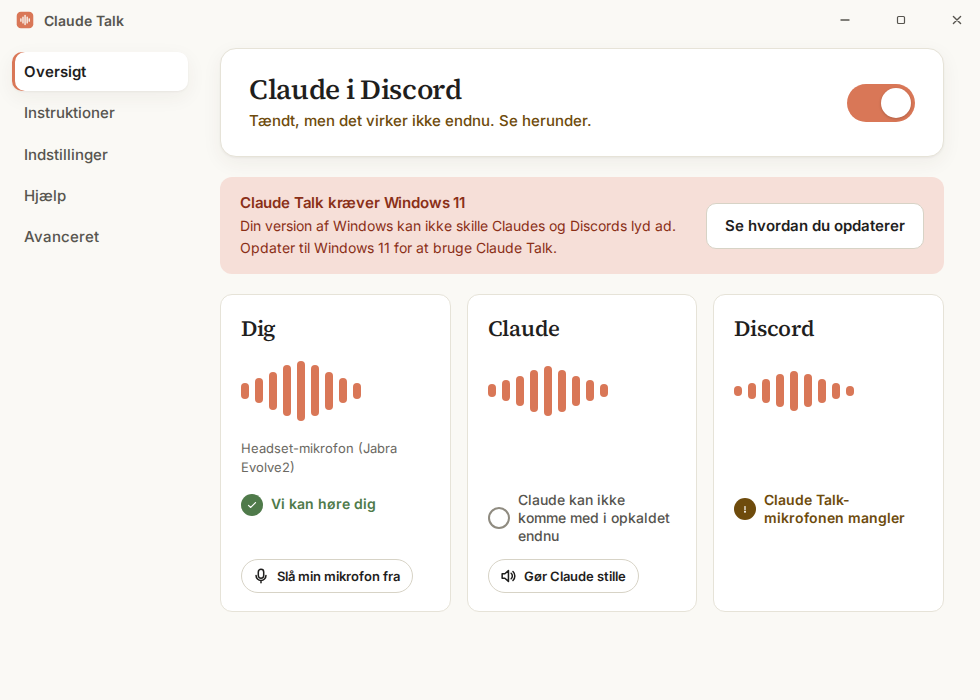 Claude Talk
Oversigt
Instruktioner
Indstillinger
Hjælp
Avanceret
Claude i Discord
Tændt, men det virker ikke endnu. Se herunder.
Claude Talk kræver Windows 11
Din version af Windows kan ikke skille Claudes og Discords lyd ad.
Opdater til Windows 11 for at bruge Claude Talk.
Se hvordan du opdaterer
Dig
Headset-mikrofon (Jabra
Evolve2)
Vi kan høre dig
Slå min mikrofon fra
Claude
Claude kan ikke
komme med i opkaldet
endnu
Gør Claude stille
Discord
Claude Talk-
mikrofonen mangler